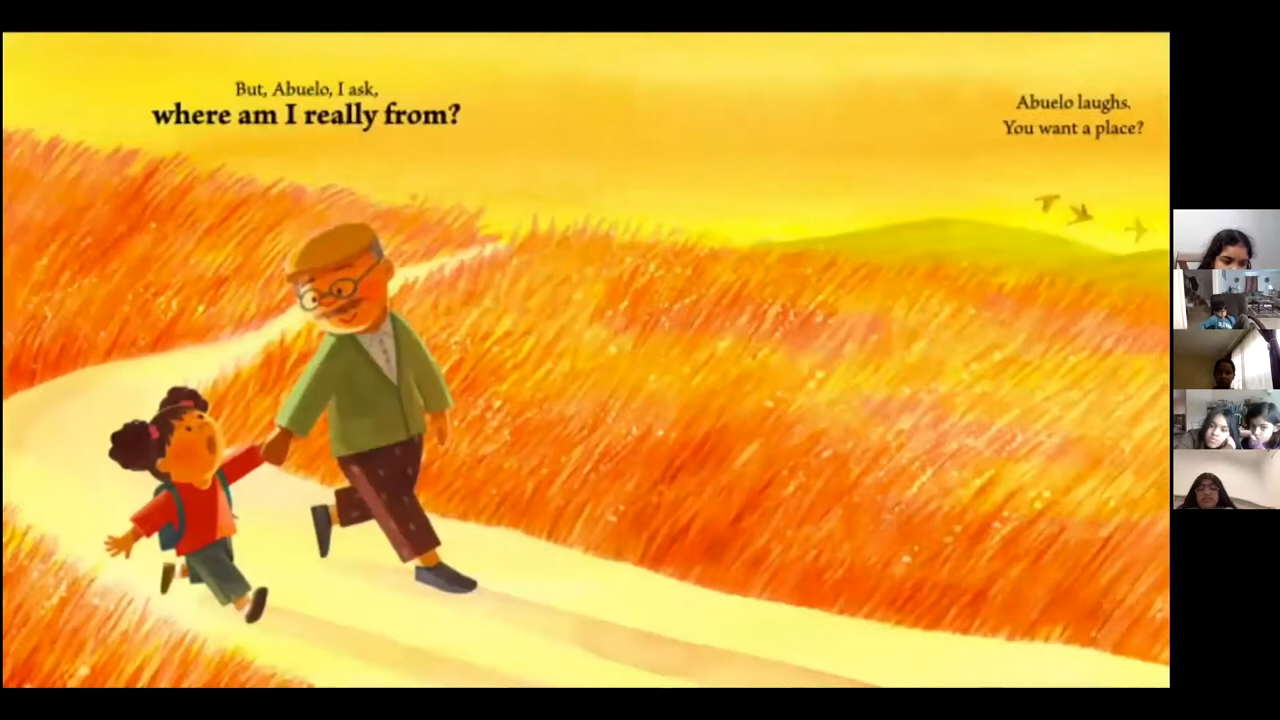 But, Abuelo, I ask,
where am I really from?
Abuelo laughs.
You want a place?